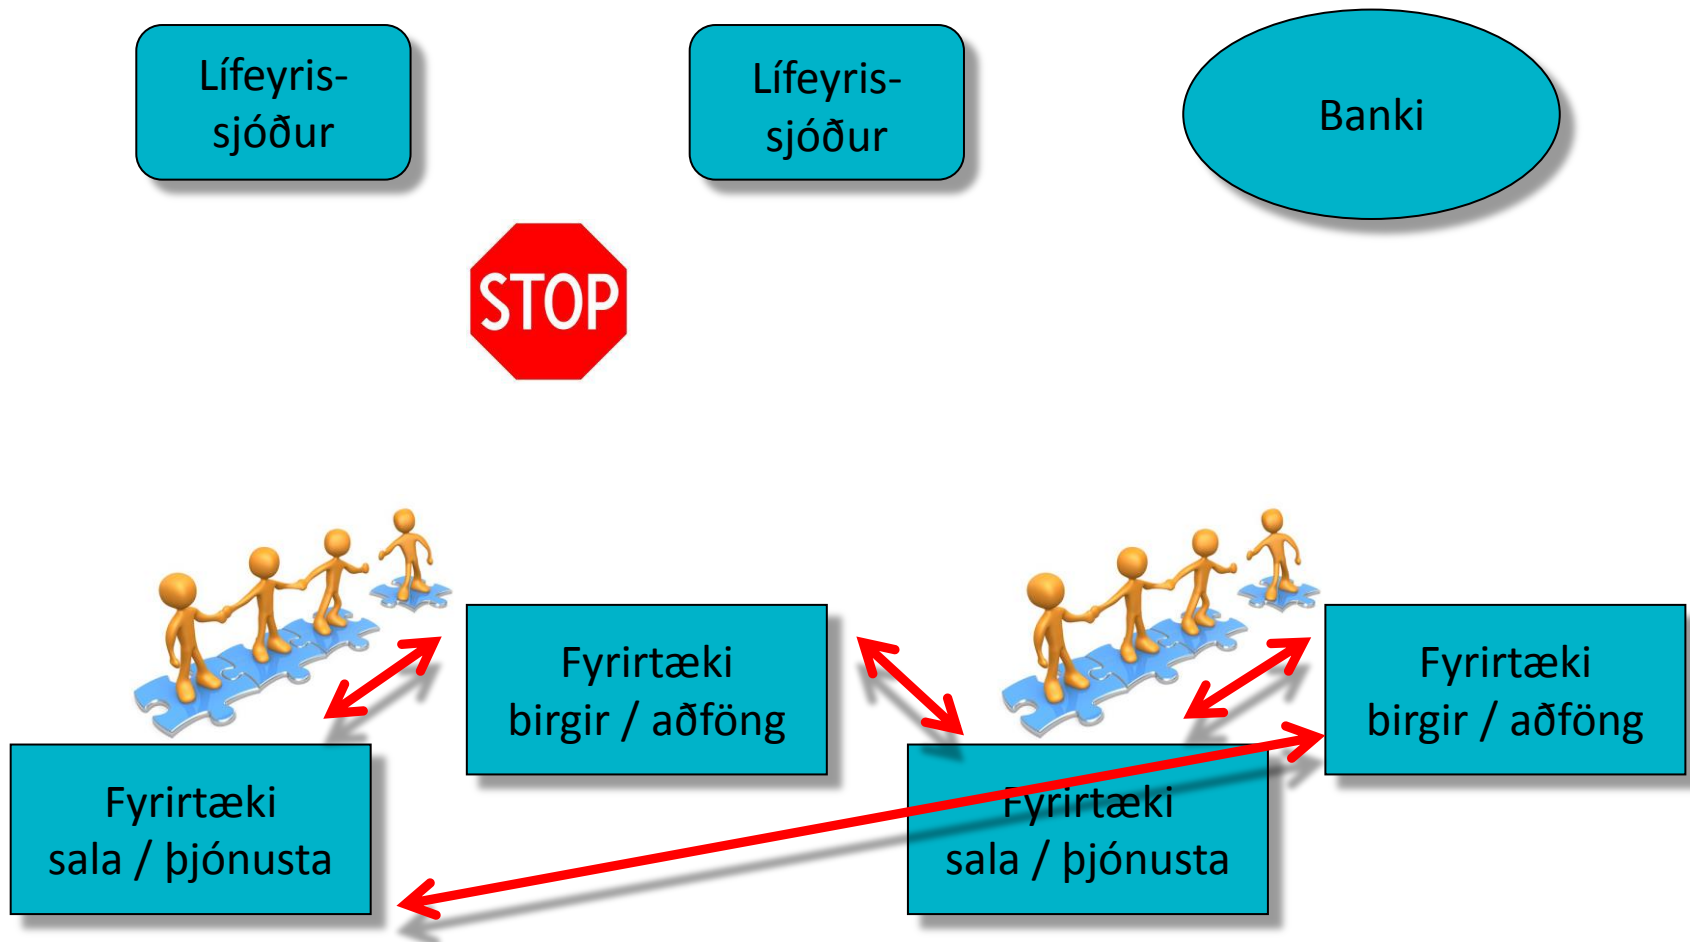 Lífeyris-
sjóður
Lífeyris-
sjóður
Banki
STOP
Fyrirtæki
birgir / aðföng
Fyrirtæki
birgir / aðföng
Fyrirtæki
sala / þjónusta
Fyrirtæki
sala / þjónusta